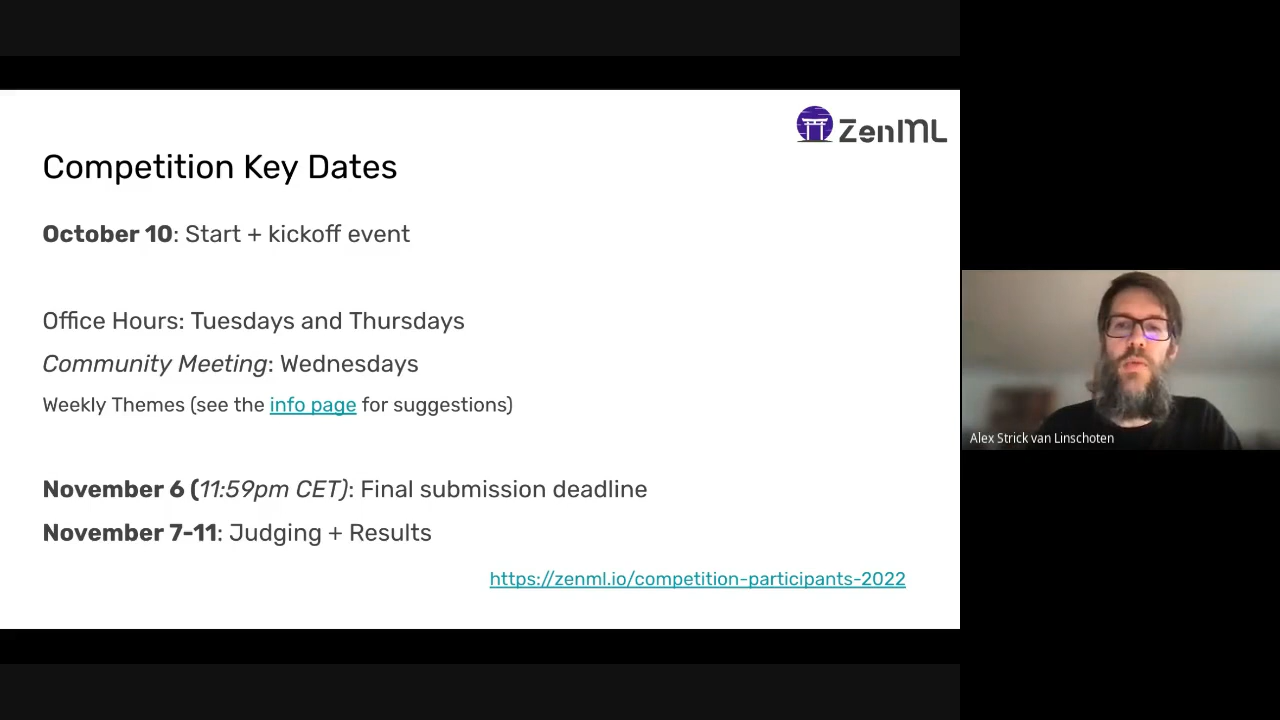 ZenML
Competition Key Dates
October 10: Start + kickoff event
Office Hours: Tuesdays and Thursdays
Community Meeting: Wednesdays
Weekly Themes (see the info page for suggestions)
November 6 (11:59pm CET): Final submission deadline
November 7-11: Judging + Results
https://zenml.io/competition-participants-2022
Alex Strick van Linschoten